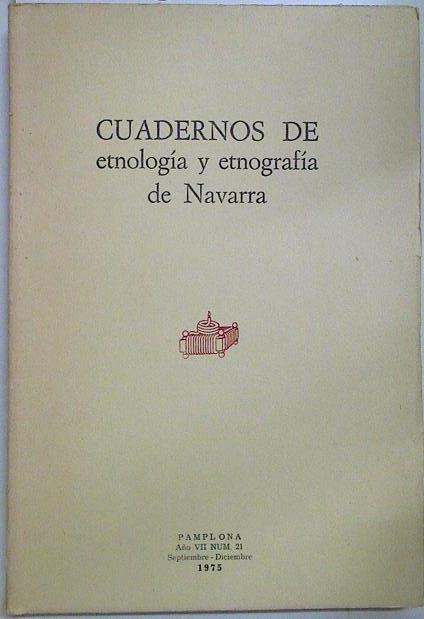 CUADERNOS DE
etnología y etnografía
de Navarra
PAMPLONA
Año VII NUM. 21
Septiembre - Diciembre
1975